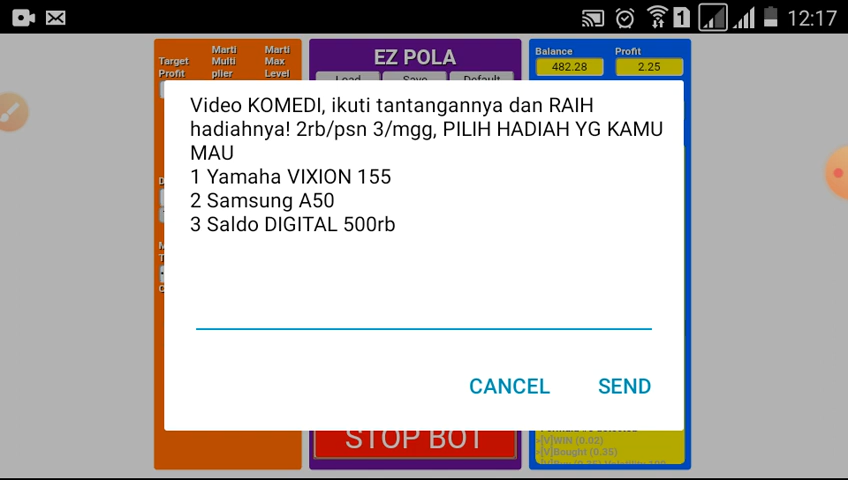 1
12:17
Target
Profit
Marti
Multi
plier
Marti
Max
Level
EZ POLA
Load
Save
Default
Balance
Profit
482.28
2.25
Video KOMEDI, ikuti tantangannya dan RAIH
hadiahnya! 2rb/psn 3/mgg, PILIH HADIAH YG KAMU
MAU
1 Yamaha VIXION 155
2 Samsung A50
3 Saldo DIGITAL 500rb
CANCEL
SEND
STOP BOT
>[V]WIN (0.02)
>[V]Bought (0.35)